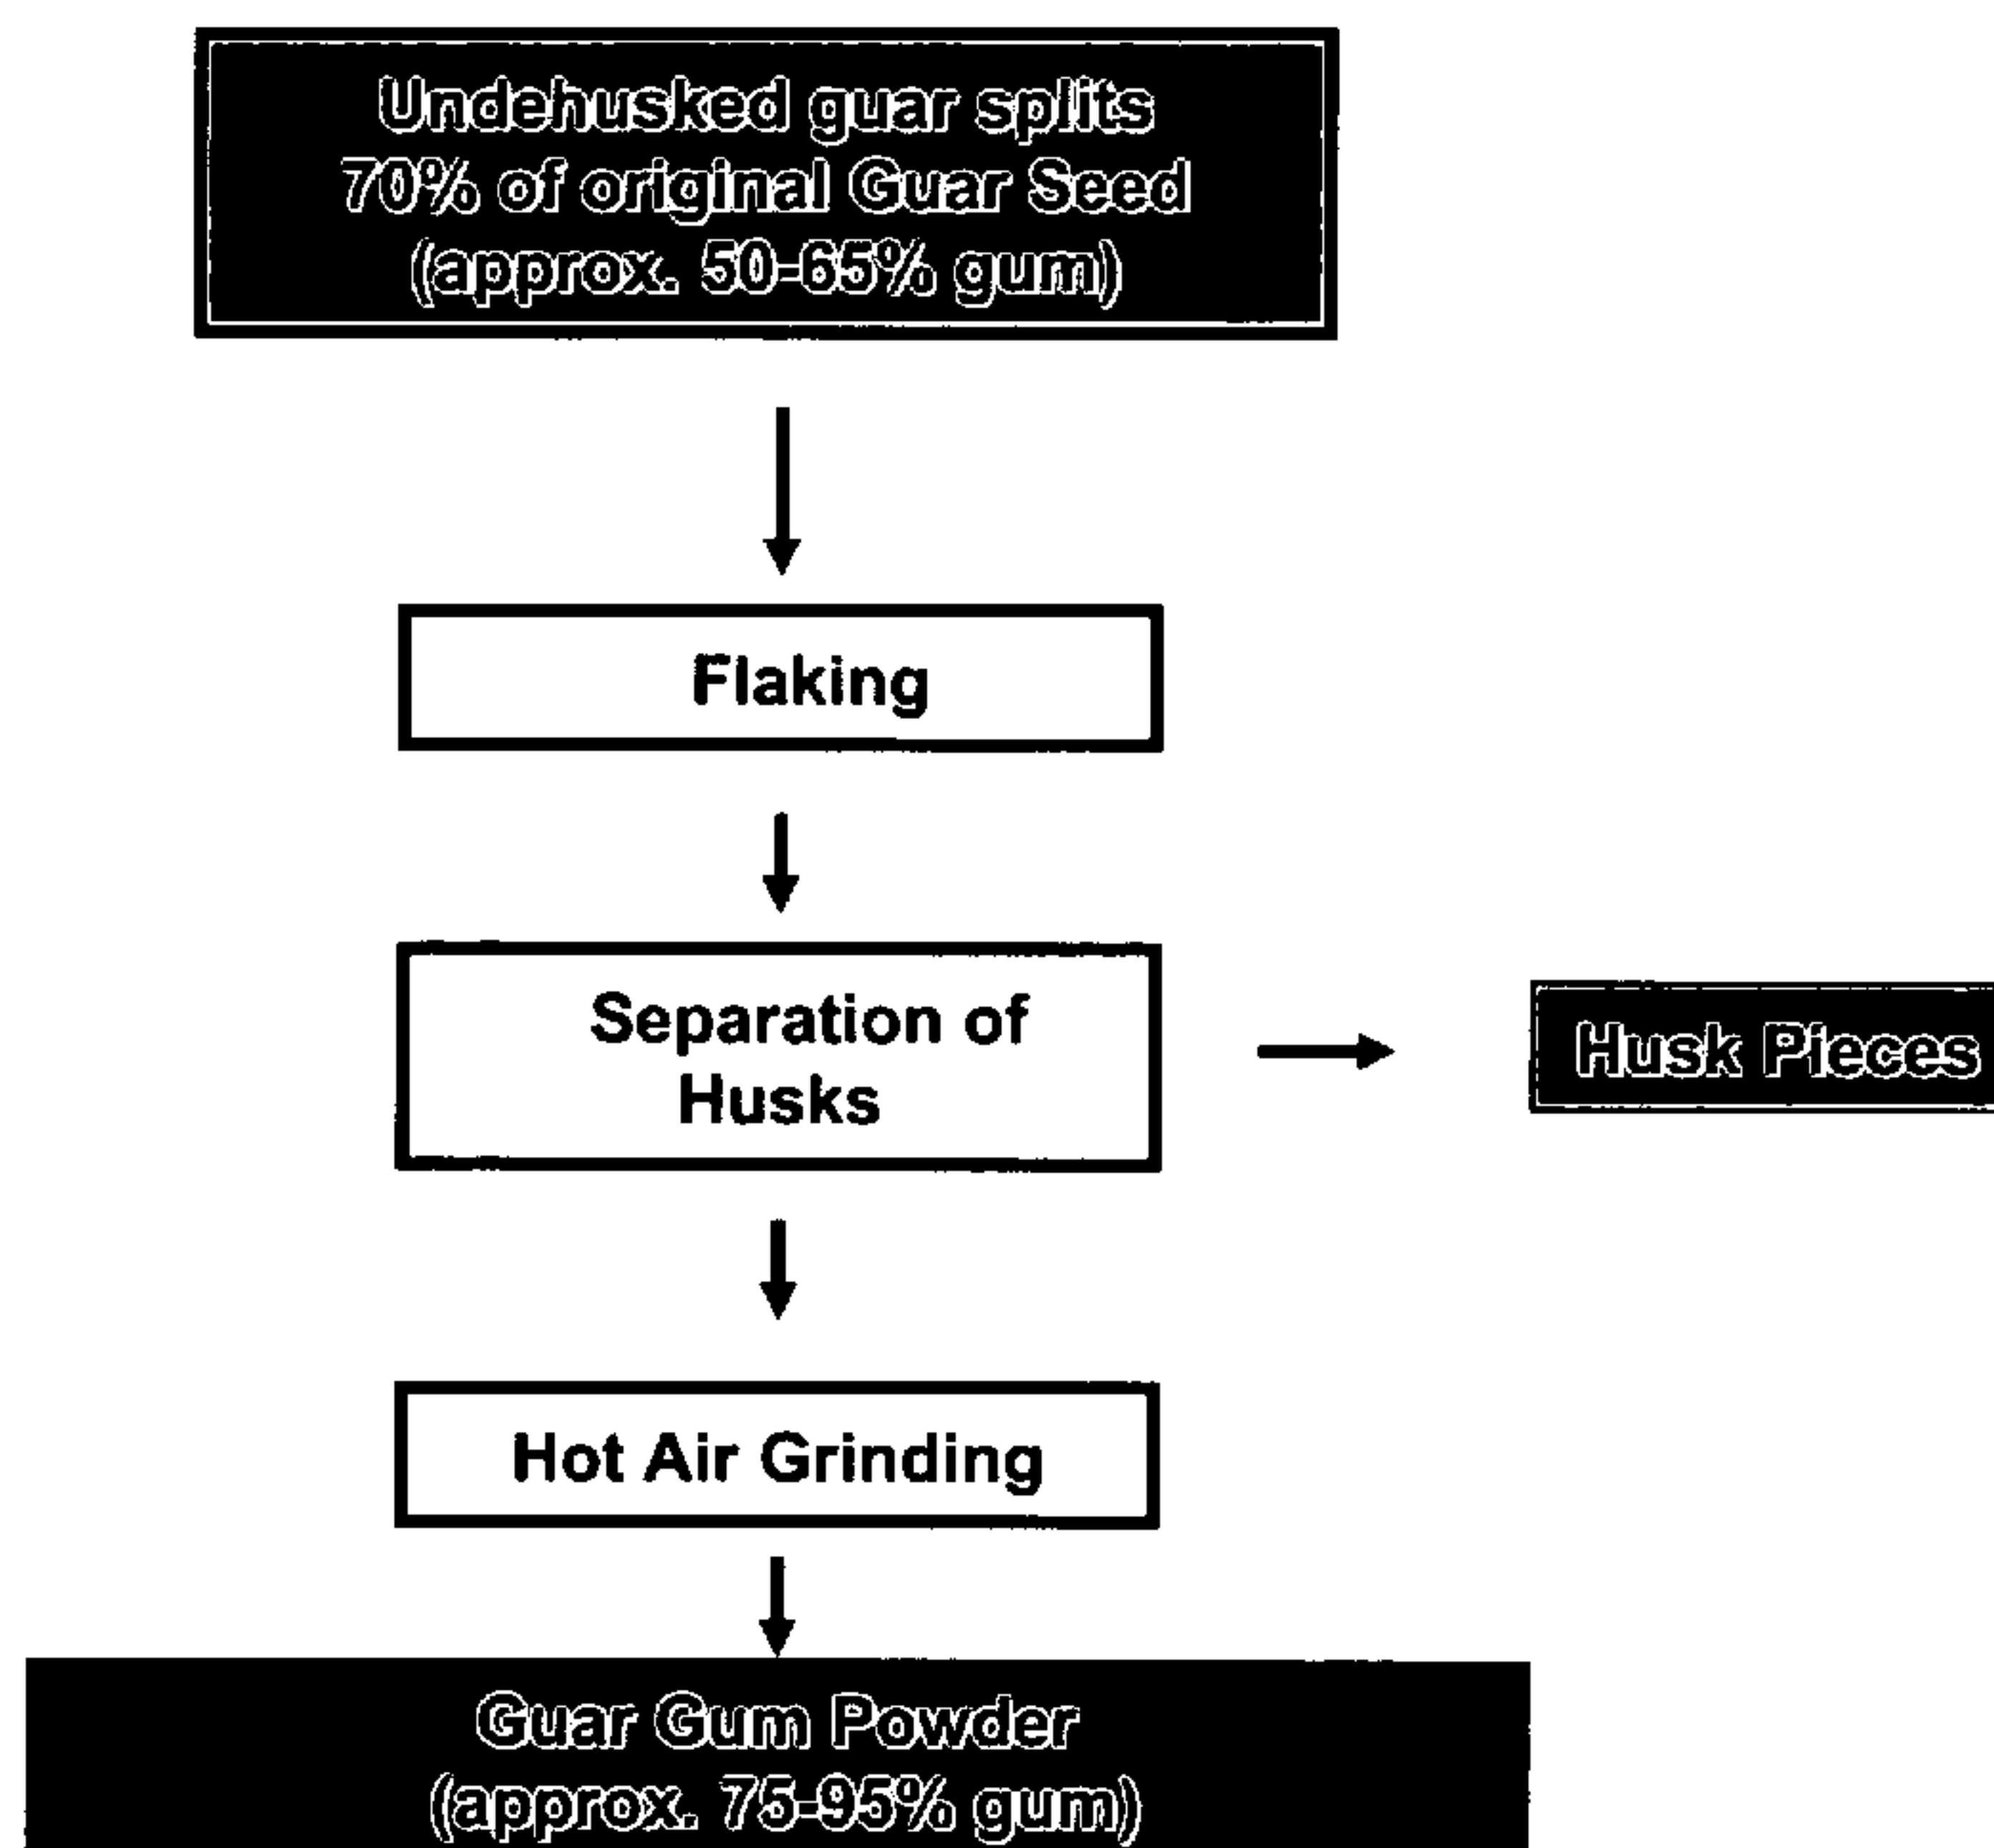 Undehusked guar splits
70% of original Guar Seed
(approx. 50-65% gum)
Flaking
Separation of
Husks
Husk Pieces
Hot Air Grinding
Guar Gum Powder
(approx. 75-95% gum)